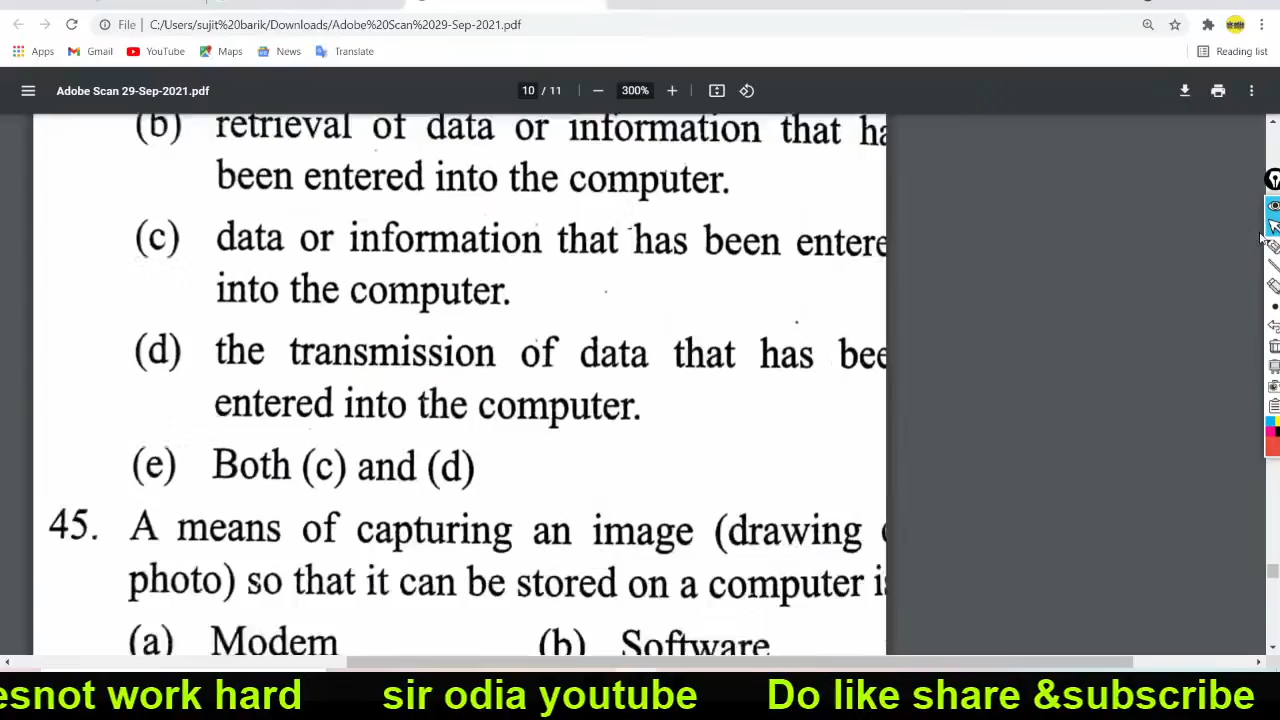 File C:/Users/sujit%20barik/Downloads/Adobe%20Scan%2029-Sep-2021.pdf
Apps Gmail YouTube Maps News Translate Reading list
Adobe Scan 29-Sep-2021.pdf 10 / 11 300%
(b) retrieval of data or information that ha
been entered into the computer.
(c) data or information that has been entere
into the computer.
(d) the transmission of data that has bee
entered into the computer.
(e) Both (c) and (d)
45. A means of capturing an image (drawing
photo) so that it can be stored on a computer is
(a) Modem (b) Software
esnot work hard sir odia youtube Do like share &subscribe